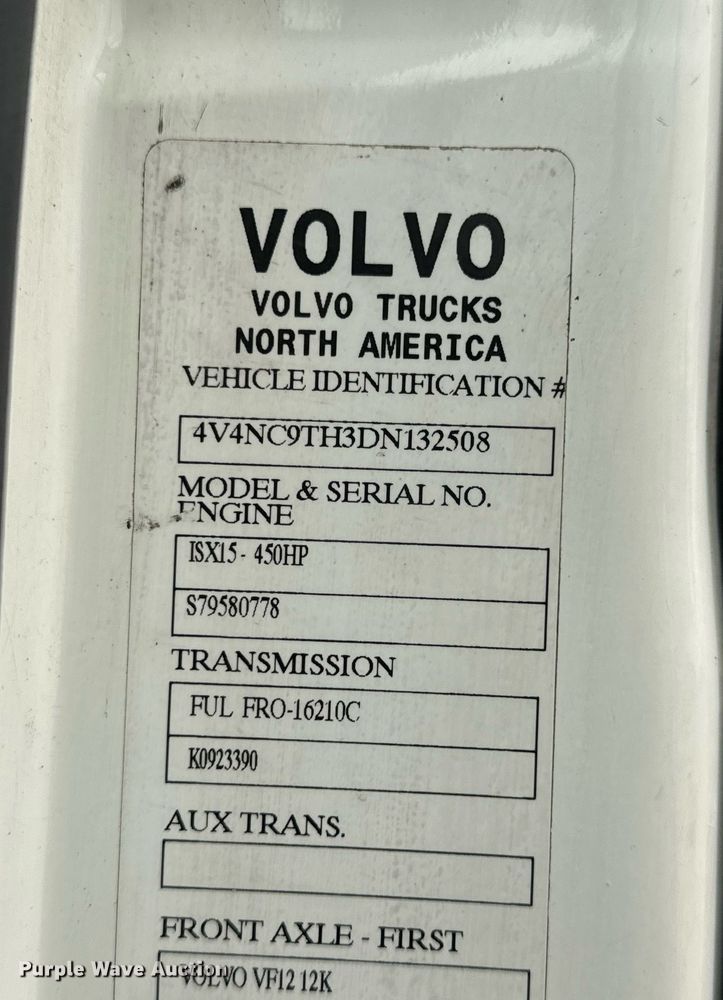 VOLVO
VOLVO TRUCKS
NORTH AMERICA
VEHICLE IDENTIFICATION #
4V4NC9TH3DN132508
MODEL & SERIAL NO.
ENGINE
ISX15- 450HP
S79580778
TRANSMISSION
FUL FRO-16210C
K0923390
AUX TRANS.
FRONT AXLE - FIRST
VOLVO VF12 12K
Purple Wave Auction